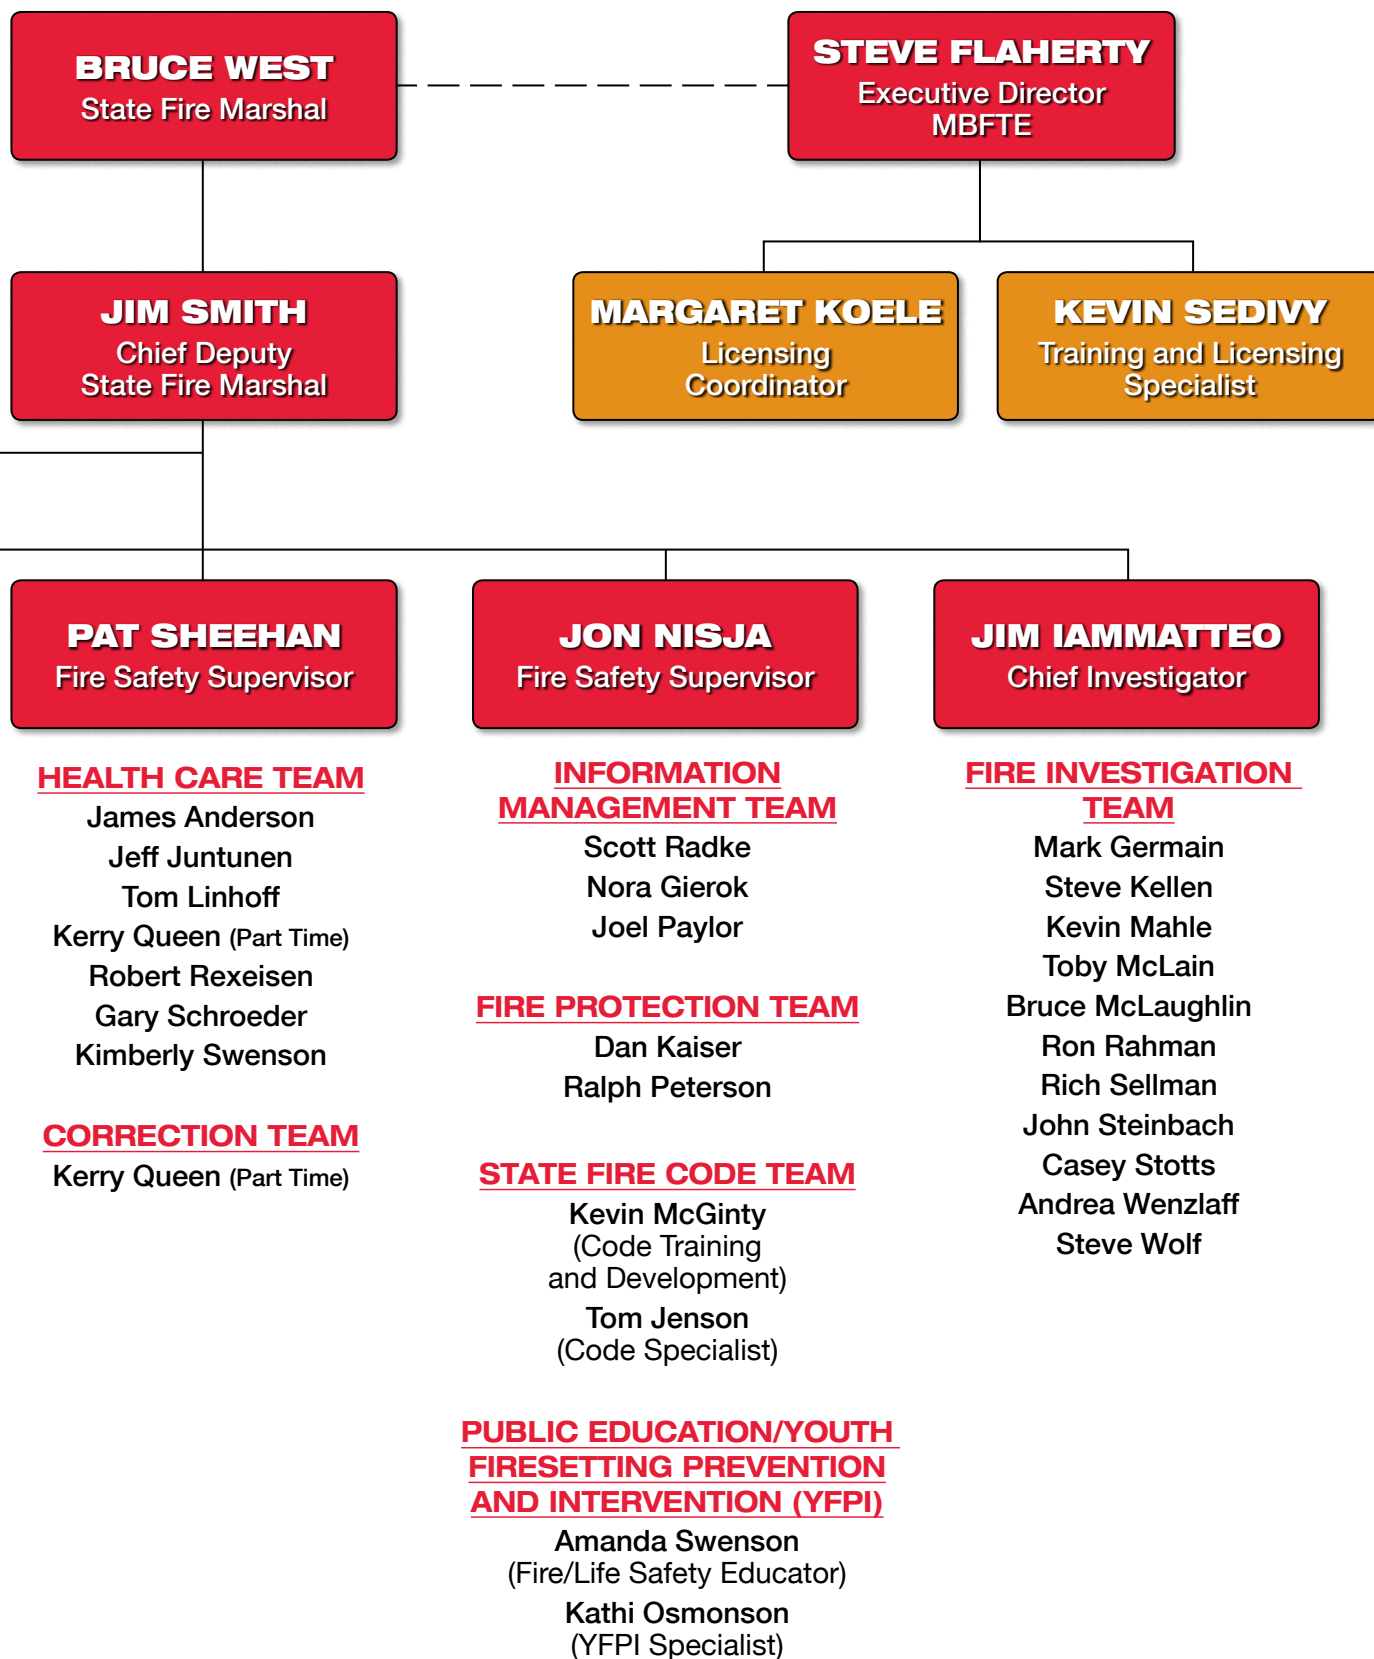 BRUCE WEST
State Fire Marshal
STEVE FLAHERTY
Executive Director
MBFTE
JIM SMITH
Chief Deputy
State Fire Marshal
MARGARET KOELE
Licensing
Coordinator
KEVIN SEDIVY
Training and Licensing
Specialist
PAT SHEEHAN
Fire Safety Supervisor
HEALTH CARE TEAM
James Anderson
Jeff Juntunen
Tom Linhoff
Kerry Queen (Part Time)
Robert Rexeisen
Gary Schroeder
Kimberly Swenson
CORRECTION TEAM
Kerry Queen (Part Time)
JON NISJA
Fire Safety Supervisor
INFORMATION
MANAGEMENT TEAM
Scott Radke
Nora Gierok
Joel Paylor
FIRE PROTECTION TEAM
Dan Kaiser
Ralph Peterson
STATE FIRE CODE TEAM
Kevin McGinty
(Code Training
and Development)
Tom Jenson
(Code Specialist)
PUBLIC EDUCATION/YOUTH
FIRESETTING PREVENTION
AND INTERVENTION (YFPI)
Amanda Swenson
(Fire/Life Safety Educator)
Kathi Osmonson
(YFPI Specialist)
JIM IAMMATTEO
Chief Investigator
FIRE INVESTIGATION
TEAM
Mark Germain
Steve Kellen
Kevin Mahle
Toby McLain
Bruce McLaughlin
Ron Rahman
Rich Sellman
John Steinbach
Casey Stotts
Andrea Wenzlaff
Steve Wolf